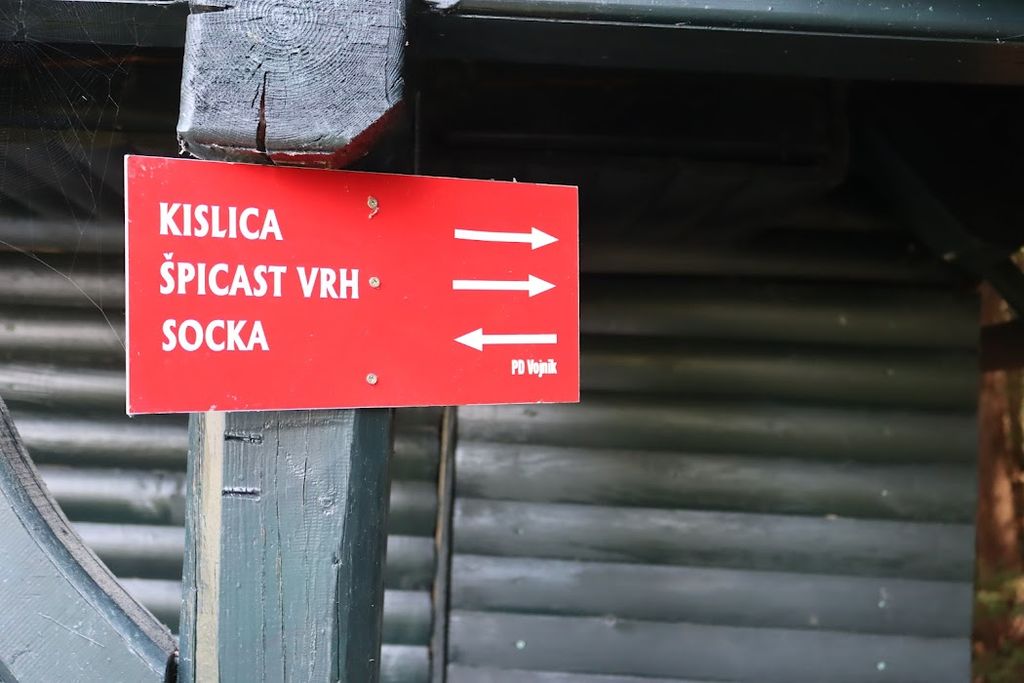 KISLICA
ŠPICAST VRH
SOCKA
PD Vojnik